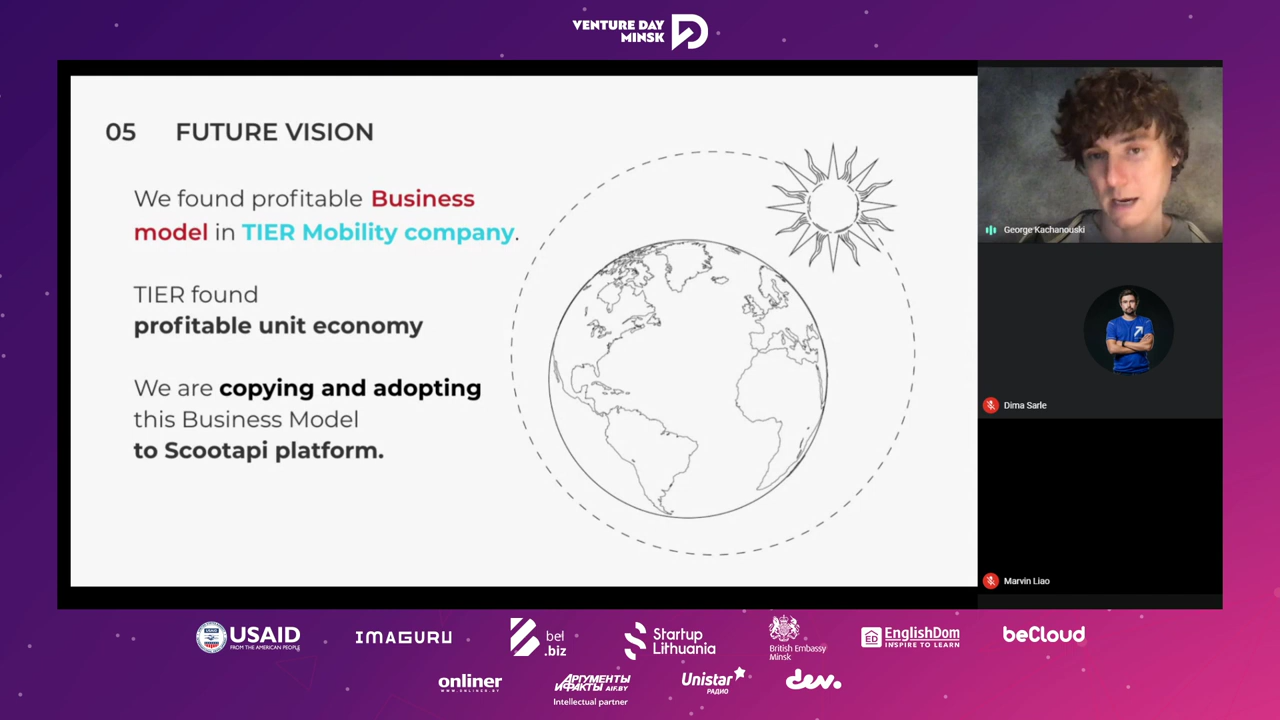 VENTURE DAY
MINSK
05 FUTURE VISION
We found profitable Business
model in TIER Mobility company.
TIER found
profitable unit economy
We are copying and adopting
this Business Model
to Scootapi platform.
George Kachanouski
Dima Sarle
Marvin Liao
USAID
FROM THE AMERICAN PEOPLE
IMAGURU
bel
.biz
Startup
Lithuania
British Embassy
Minsk
ED
EnglishDom
INSPIRE TO LEARN
beCloud
onliner
WWW.ONLINER.BY
АРГУМЕНТЫ
И ФАКТЫ AIF.BY
Intellectual partner
Unistar
РАДИО
dev.